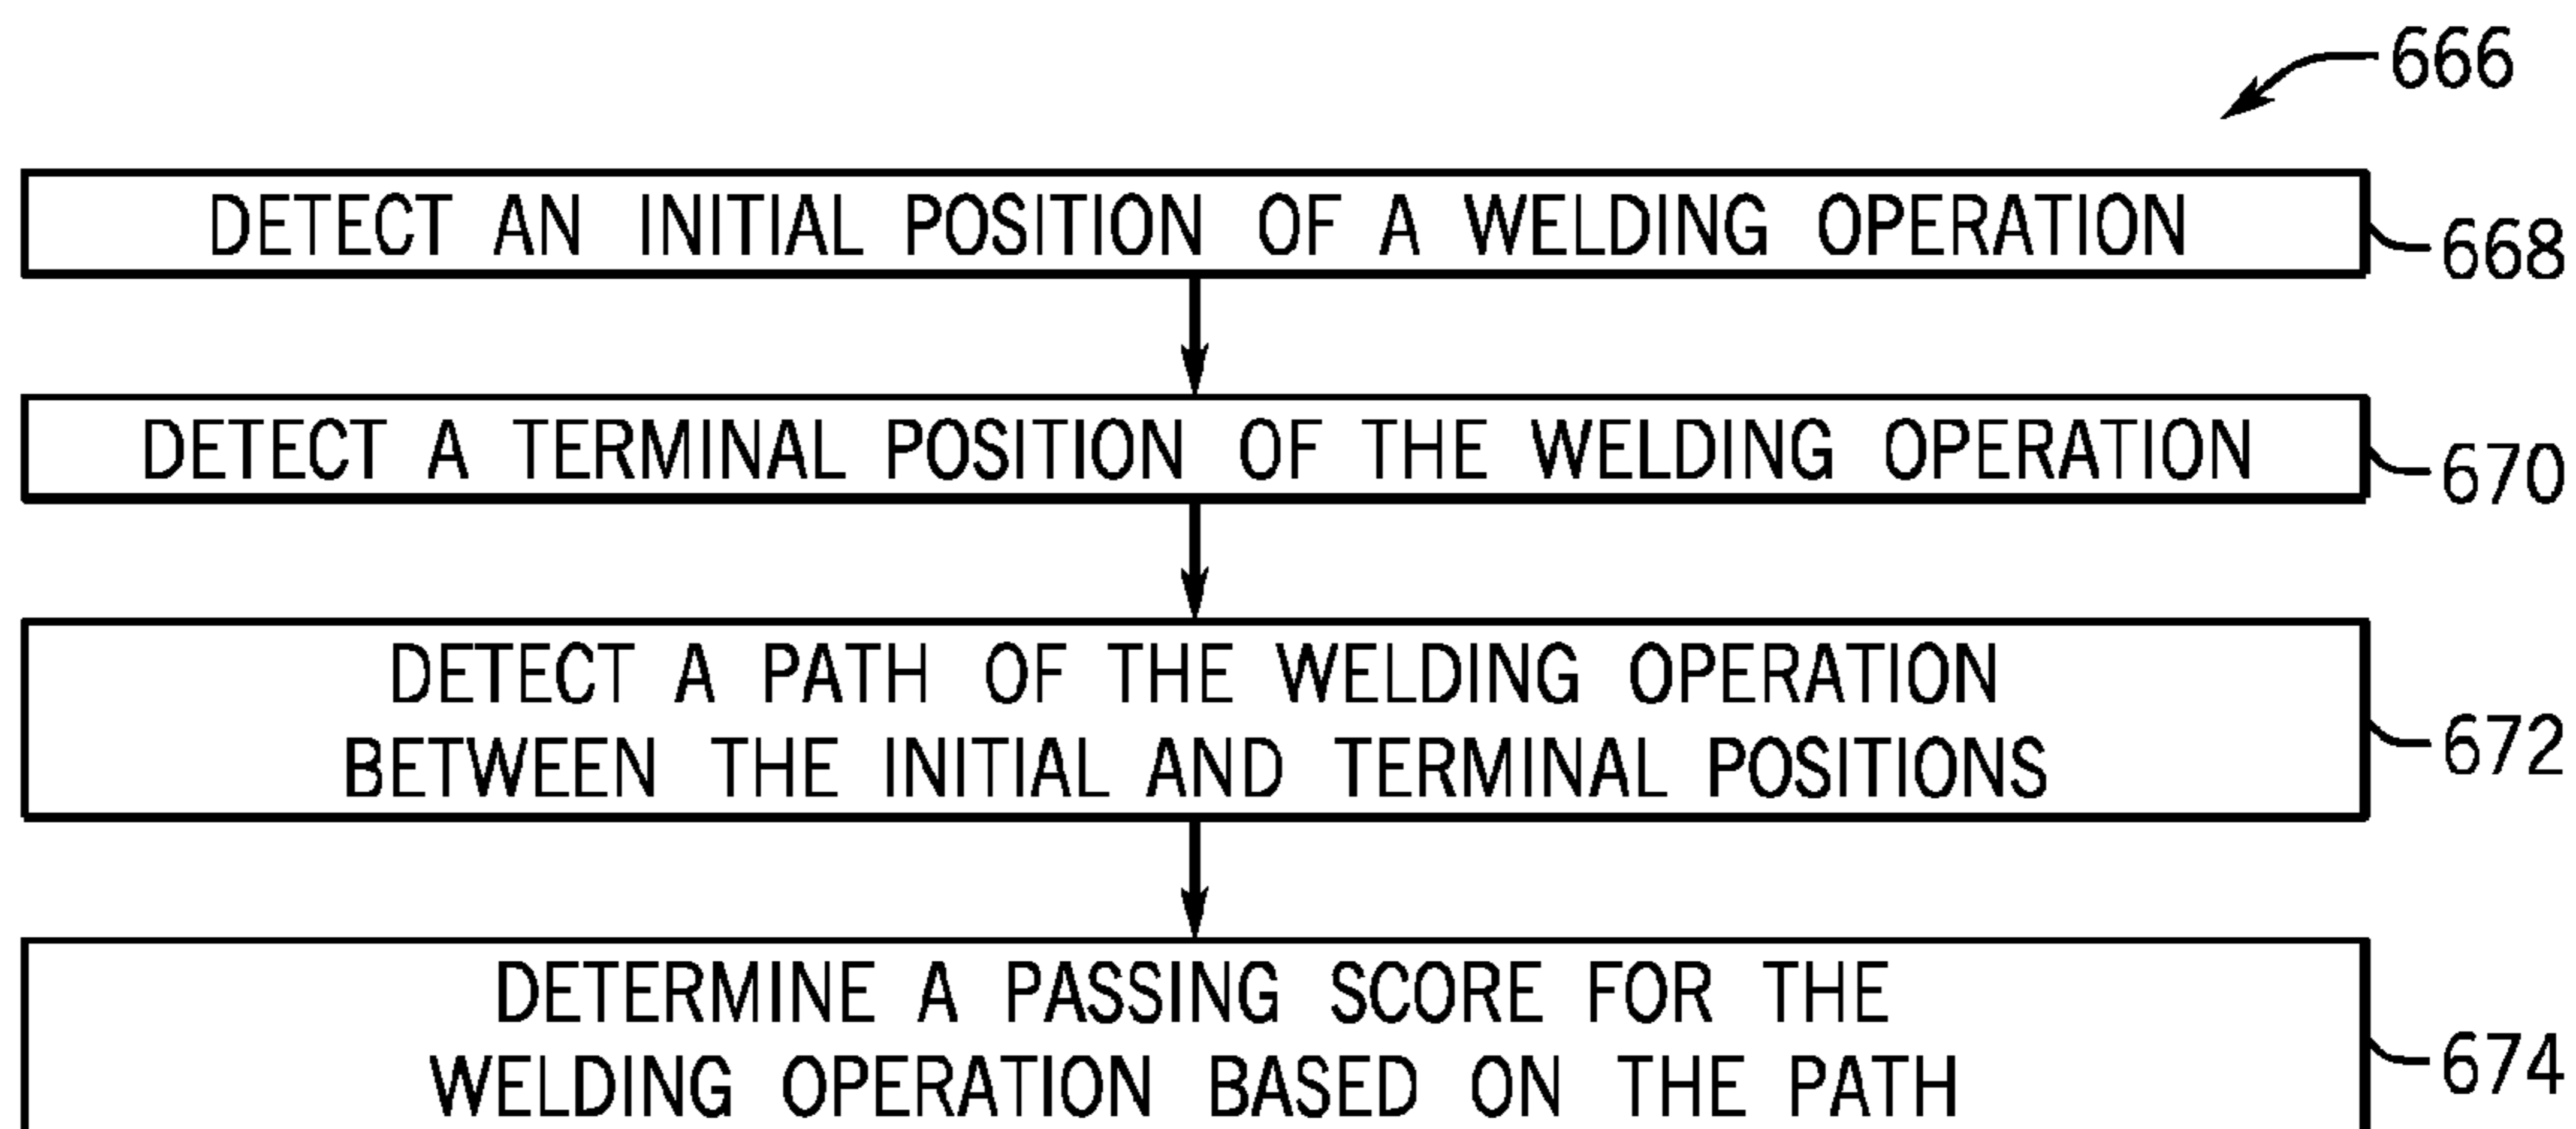 666
DETECT AN INITIAL POSITION OF A WELDING OPERATION
668
DETECT A TERMINAL POSITION OF THE WELDING OPERATION
670
DETECT A PATH OF THE WELDING OPERATION
BETWEEN THE INITIAL AND TERMINAL POSITIONS
672
DETERMINE A PASSING SCORE FOR THE
WELDING OPERATION BASED ON THE PATH
674